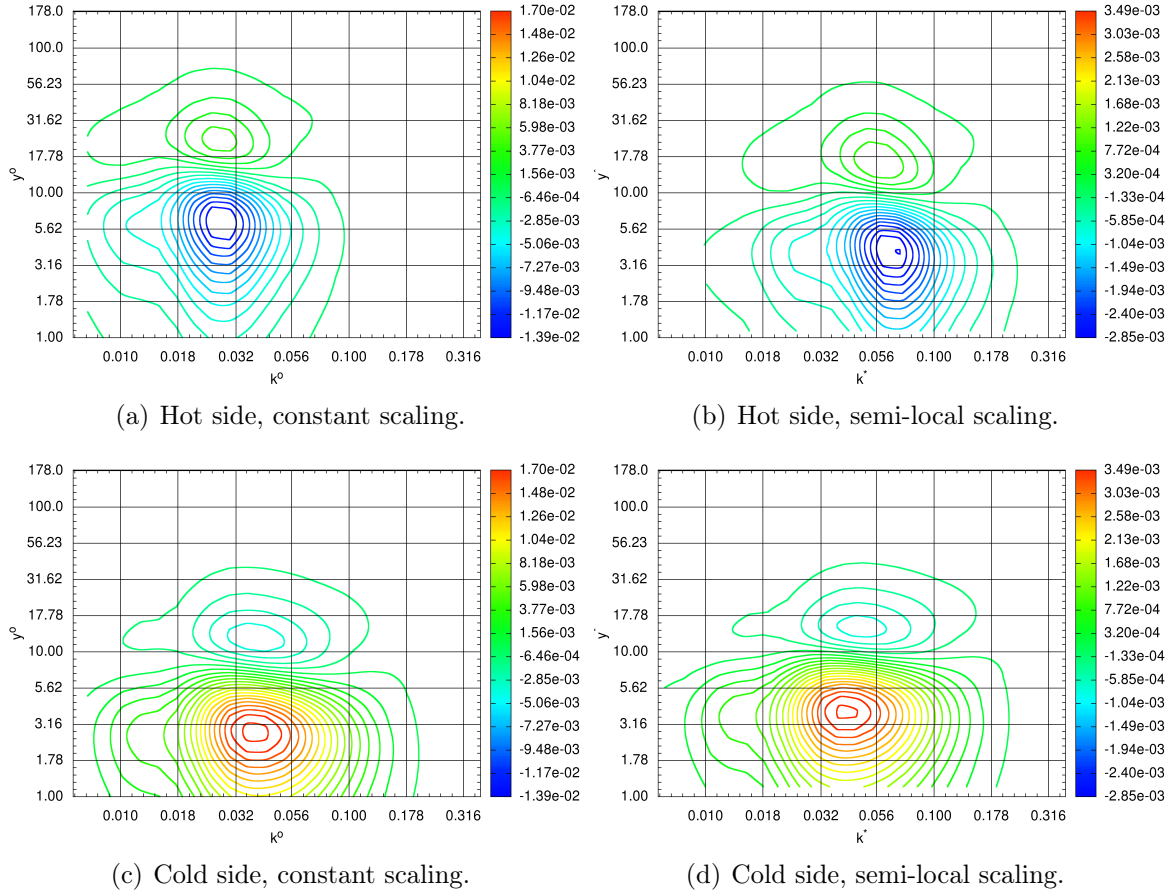 178.0
100.0
56.23
31.62
17.78
10.00
5.62
3.16
1.78
1.00
y^o
0.010 0.018 0.032 0.056 0.100 0.178 0.316
k^o
1.70e-02
1.48e-02
1.26e-02
1.04e-02
8.18e-03
5.98e-03
3.77e-03
1.56e-03
-6.46e-04
-2.85e-03
-5.06e-03
-7.27e-03
-9.48e-03
-1.17e-02
-1.39e-02
(a) Hot side, constant scaling.
178.0
100.0
56.23
31.62
17.78
10.00
5.62
3.16
1.78
1.00
y^*
0.010 0.018 0.032 0.056 0.100 0.178 0.316
k^*
3.49e-03
3.03e-03
2.58e-03
2.13e-03
1.68e-03
1.22e-03
7.72e-04
3.20e-04
-1.33e-04
-5.85e-04
-1.04e-03
-1.49e-03
-1.94e-03
-2.40e-03
-2.85e-03
(b) Hot side, semi-local scaling.
178.0
100.0
56.23
31.62
17.78
10.00
5.62
3.16
1.78
1.00
y^o
0.010 0.018 0.032 0.056 0.100 0.178 0.316
k^o
1.70e-02
1.48e-02
1.26e-02
1.04e-02
8.18e-03
5.98e-03
3.77e-03
1.56e-03
-6.46e-04
-2.85e-03
-5.06e-03
-7.27e-03
-9.48e-03
-1.17e-02
-1.39e-02
(c) Cold side, constant scaling.
178.0
100.0
56.23
31.62
17.78
10.00
5.62
3.16
1.78
1.00
y^*
0.010 0.018 0.032 0.056 0.100 0.178 0.316
k^*
3.49e-03
3.03e-03
2.58e-03
2.13e-03
1.68e-03
1.22e-03
7.72e-04
3.20e-04
-1.33e-04
-5.85e-04
-1.04e-03
-1.49e-03
-1.94e-03
-2.40e-03
-2.85e-03
(d) Cold side, semi-local scaling.